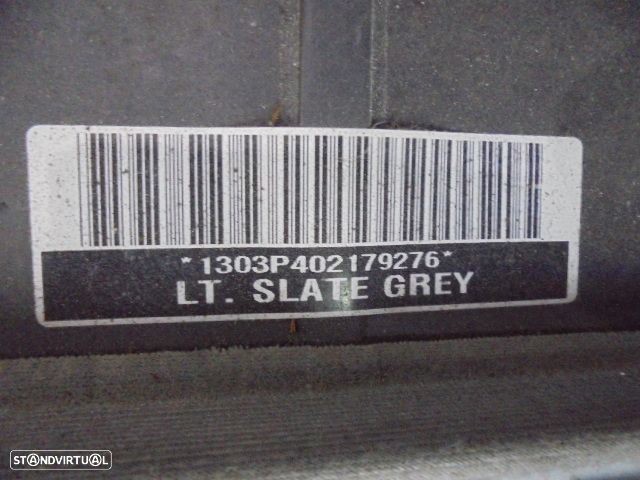 *1303P402179276*
LT. SLATE GREY
STANDVIRTUAL